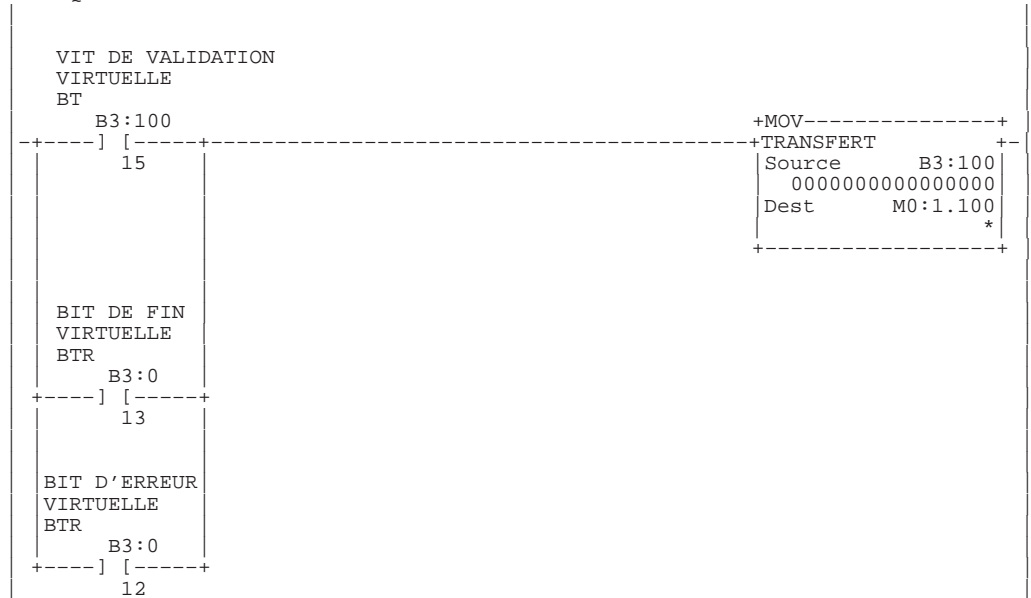 VIT DE VALIDATION
VIRTUELLE
BT
B3:100 +MOV---------------+
-+----] [-----+--------------------------------------+TRANSFERT +-
15 Source B3:100
0000000000000000
Dest M0:1.100
*
+------------------+
BIT DE FIN
VIRTUELLE
BTR
B3:0
+----] [-----+
13
BIT D'ERREUR
VIRTUELLE
BTR
B3:0
+----] [-----+
12